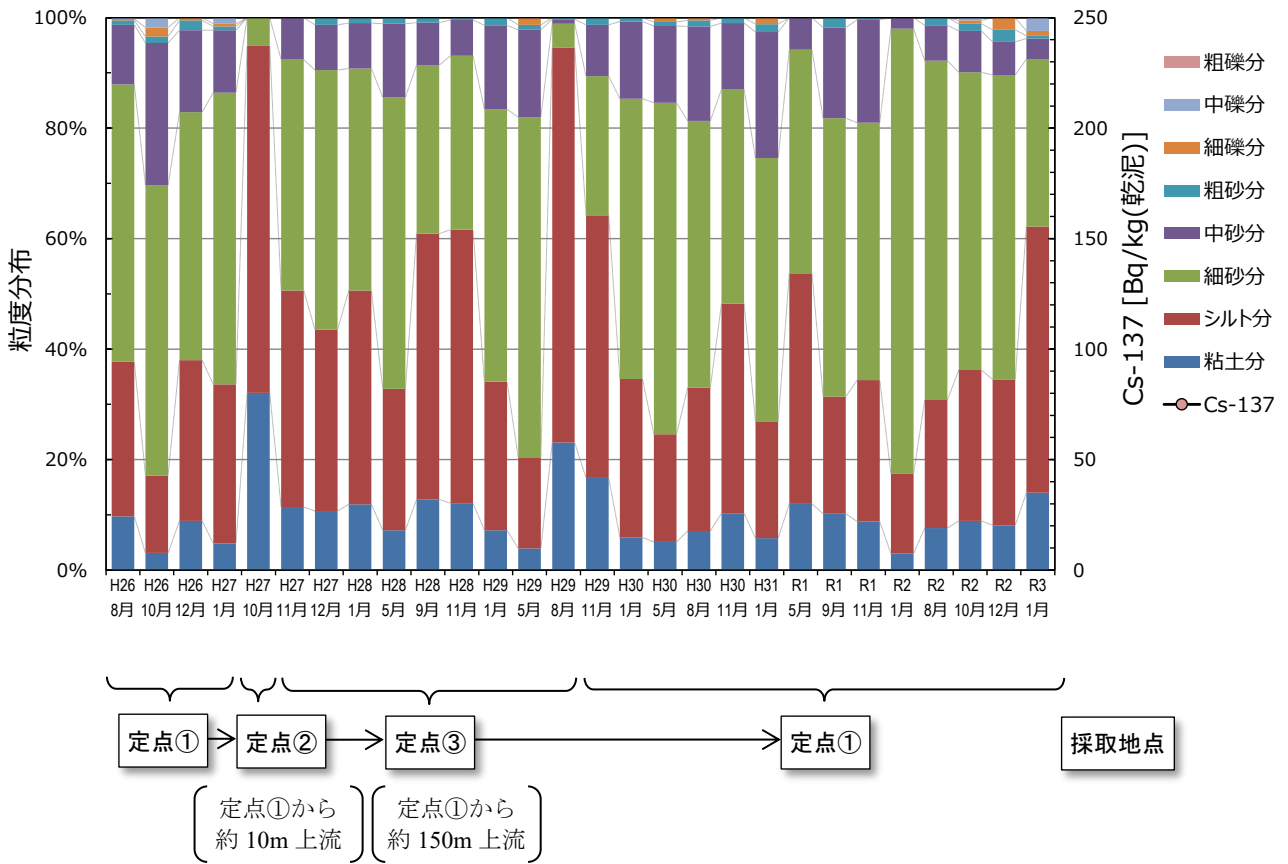 100%
80%
60%
40%
20%
0%
粒度分布
250
200
150
100
50
0
Cs-137 [Bq/kg(乾泥)]
粗礫分
中礫分
細礫分
粗砂分
中砂分
細砂分
シルト分
粘土分
Cs-137
H26 H26 H26 H27 H27 H27 H27 H28 H28 H28 H28 H29 H29 H29 H29 H30 H30 H30 H30 H31 R1 R1 R1 R2 R2 R2 R2 R3
8月 10月 12月 1月 10月 11月 12月 1月 5月 9月 11月 1月 5月 8月 11月 1月 5月 8月 11月 1月 5月 9月 11月 1月 8月 10月 12月 1月
定点① 定点② 定点③ 定点① 採取地点
定点①から
約 10m 上流
定点①から
約 150m 上流